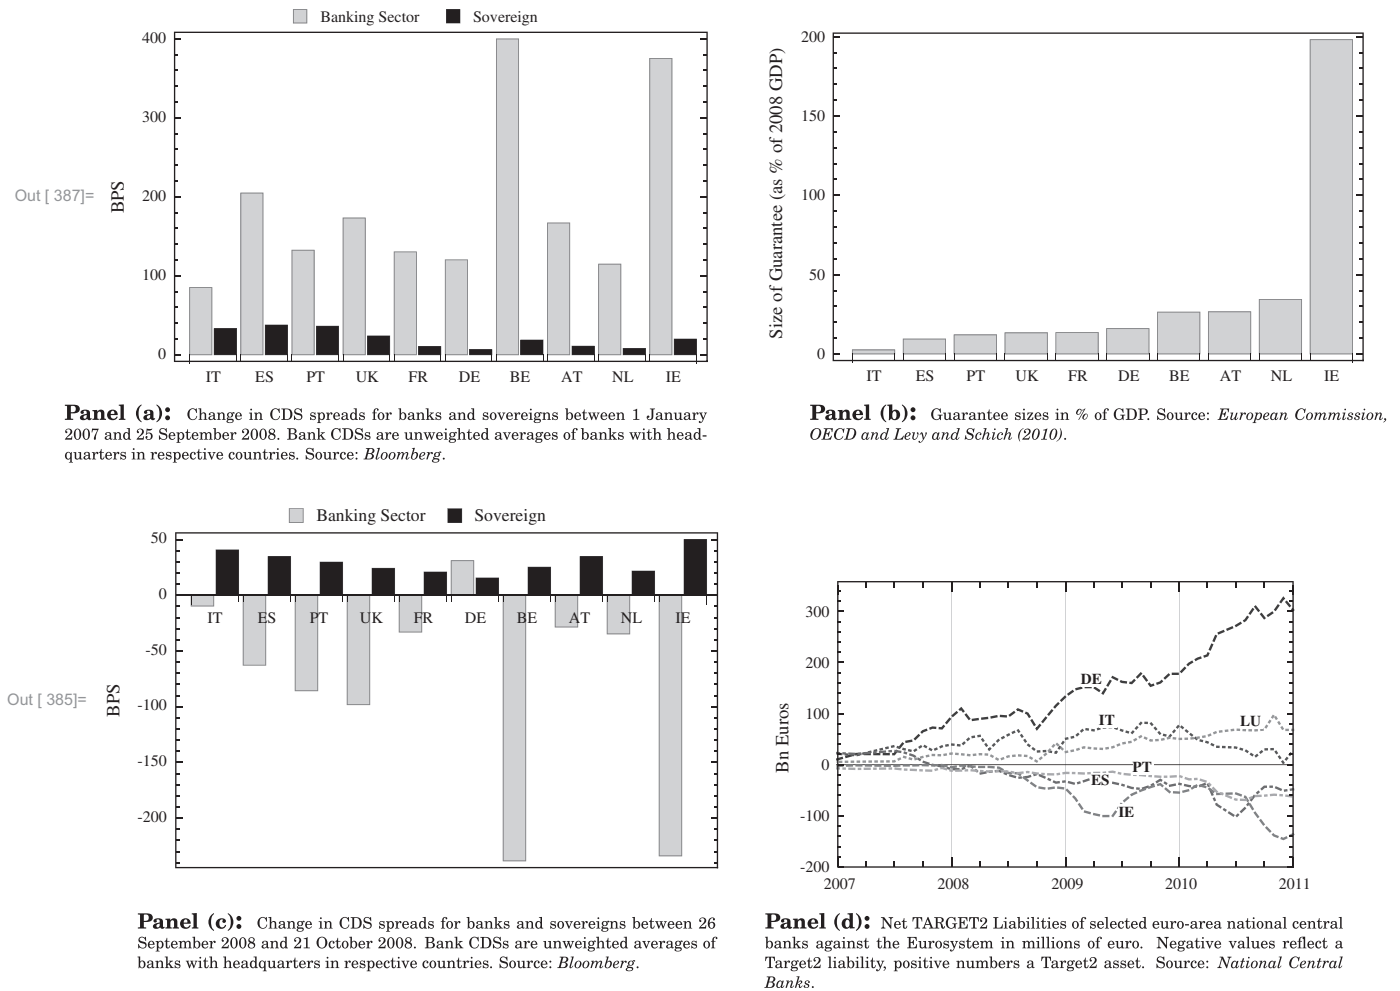 Banking Sector Sovereign
400
300
200
100
0
BPS
Out [ 387]=
IT ES PT UK FR DE BE AT NL IE
Panel (a): Change in CDS spreads for banks and sovereigns between 1 January
2007 and 25 September 2008. Bank CDSs are unweighted averages of banks with head-
quarters in respective countries. Source: Bloomberg.
200
150
100
50
0
Size of Guarantee (as % of 2008 GDP)
IT ES PT UK FR DE BE AT NL IE
Panel (b): Guarantee sizes in % of GDP. Source: European Commission,
OECD and Levy and Schich (2010).
Banking Sector Sovereign
50
0
-50
-100
-150
-200
BPS
Out [ 385]=
IT ES PT UK FR DE BE AT NL IE
Panel (c): Change in CDS spreads for banks and sovereigns between 26
September 2008 and 21 October 2008. Bank CDSs are unweighted averages of
banks with headquarters in respective countries. Source: Bloomberg.
300
200
100
0
-100
-200
Bn Euros
DE
IT
LU
PT
ES
IE
2007 2008 2009 2010 2011
Panel (d): Net TARGET2 Liabilities of selected euro-area national central
banks against the Eurosystem in millions of euro. Negative values reflect a
Target2 liability, positive numbers a Target2 asset. Source: National Central
Banks.